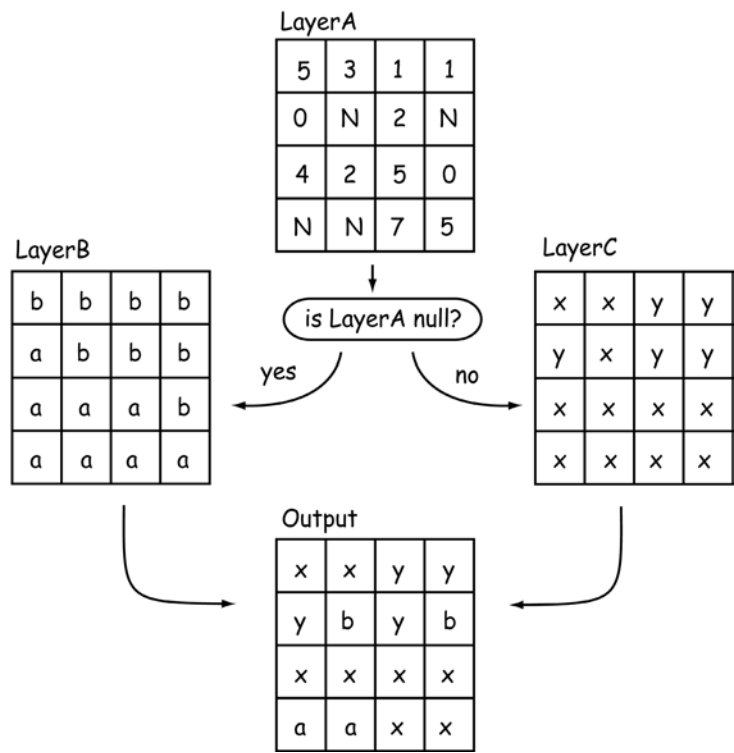 LayerA
5 3 1 1
0 N 2 N
4 2 5 0
N N 7 5
LayerB
b b b b
a b b b
a a a b
a a a a
is LayerA null?
yes
no
LayerC
x x y y
y x y y
x x x x
x x x x
Output
x x y y
y b y b
x x x x
a a x x